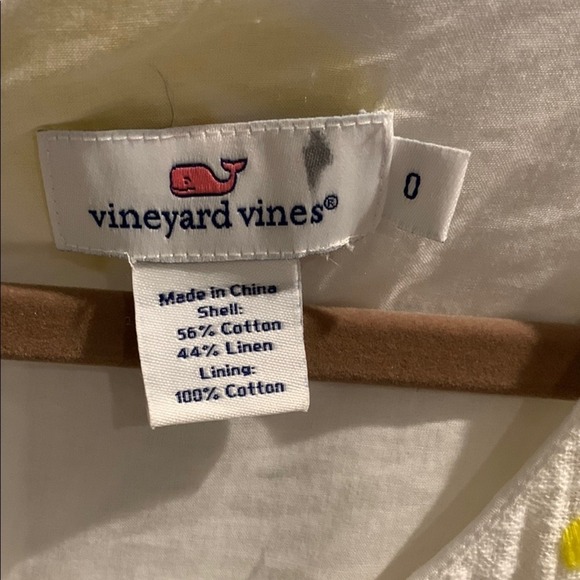 vineyard vines®
0
Made in China
Shell:
56% Cotton
44% Linen
Lining:
100% Cotton